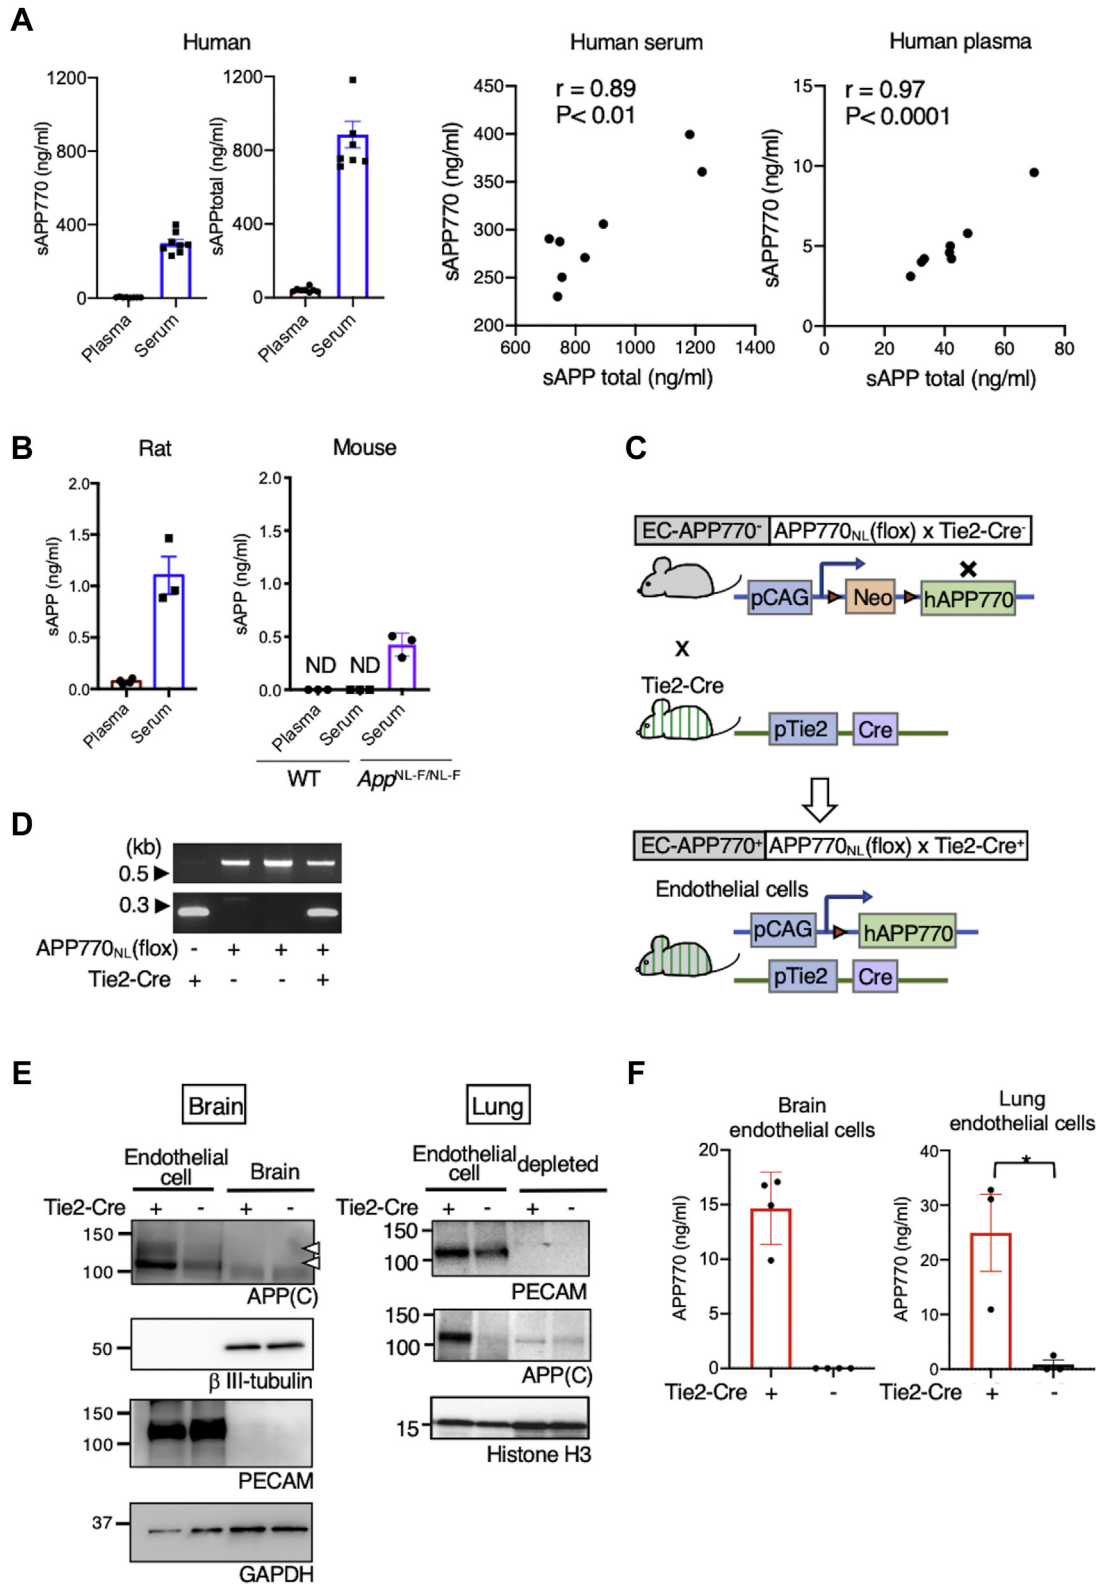 A
Human
sAPP770 (ng/ml)
1200
800
400
0
Plasma
Serum
sAPPtotal (ng/ml)
1200
800
400
0
Plasma
Serum
Human serum
r = 0.89
P< 0.01
sAPP770 (ng/ml)
450
400
350
300
250
200
600 800 1000 1200 1400
sAPP total (ng/ml)
Human plasma
r = 0.97
P< 0.0001
sAPP770 (ng/ml)
15
10
5
0
0 20 40 60 80
sAPP total (ng/ml)
B
Rat
sAPP (ng/ml)
2.0
1.5
1.0
0.5
0.0
Plasma
Serum
Mouse
sAPP (ng/ml)
2.0
1.5
1.0
0.5
0.0
ND ND
Plasma
Serum
Serum
WT
App NL-F/NL-F
C
EC-APP770- APP770NL(flox) x Tie2-Cre-
pCAG Neo hAPP770
x
Tie2-Cre
pTie2 Cre
EC-APP770+ APP770NL(flox) x Tie2-Cre+
Endothelial cells
pCAG hAPP770
pTie2 Cre
D
(kb)
0.5
0.3
APP770NL(flox) - + + +
Tie2-Cre + - - +
E
Brain
Endothelial cell
Brain
Tie2-Cre + - + -
150
100
APP(C)
50
β III-tubulin
150
100
PECAM
37
GAPDH
Lung
Endothelial cell
depleted
Tie2-Cre + - + -
150
100
PECAM
150
100
APP(C)
15
Histone H3
F
Brain
endothelial cells
APP770 (ng/ml)
20
15
10
5
0
Tie2-Cre + -
Lung
endothelial cells
*
APP770 (ng/ml)
40
30
20
10
0
Tie2-Cre + -